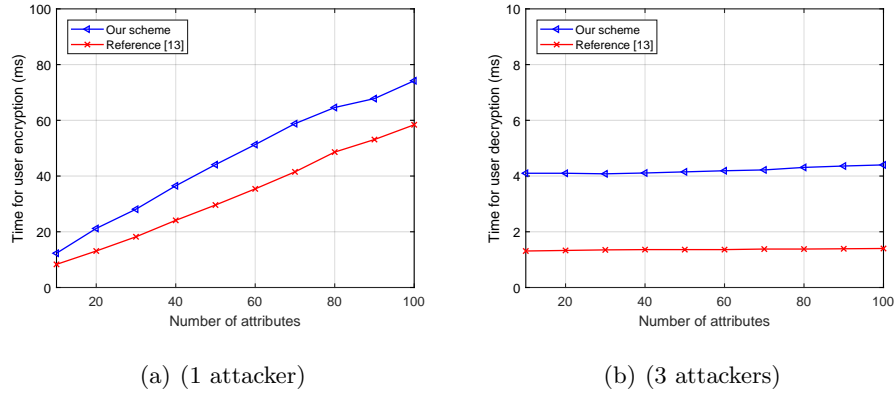 Our scheme
Reference [13]
Time for user encryption (ms)
100
80
60
40
20
0
20 40 60 80 100
Number of attributes
(a) (1 attacker)
Our scheme
Reference [13]
Time for user decryption (ms)
10
8
6
4
2
0
20 40 60 80 100
Number of attributes
(b) (3 attackers)